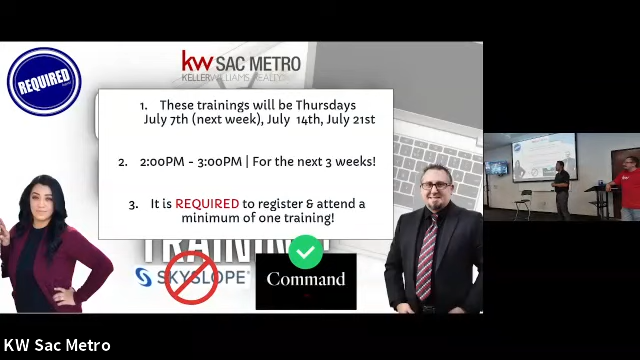 REQUIRED
kw SAC METRO
KELLERWILLIAMS REALTY
1. These trainings will be Thursdays
July 7th (next week), July 14th, July 21st
2. 2:00PM - 3:00PM | For the next 3 weeks!
3. It is REQUIRED to register & attend a
minimum of one training!
TRAINING
SKYSLOPE
Command
KW Sac Metro